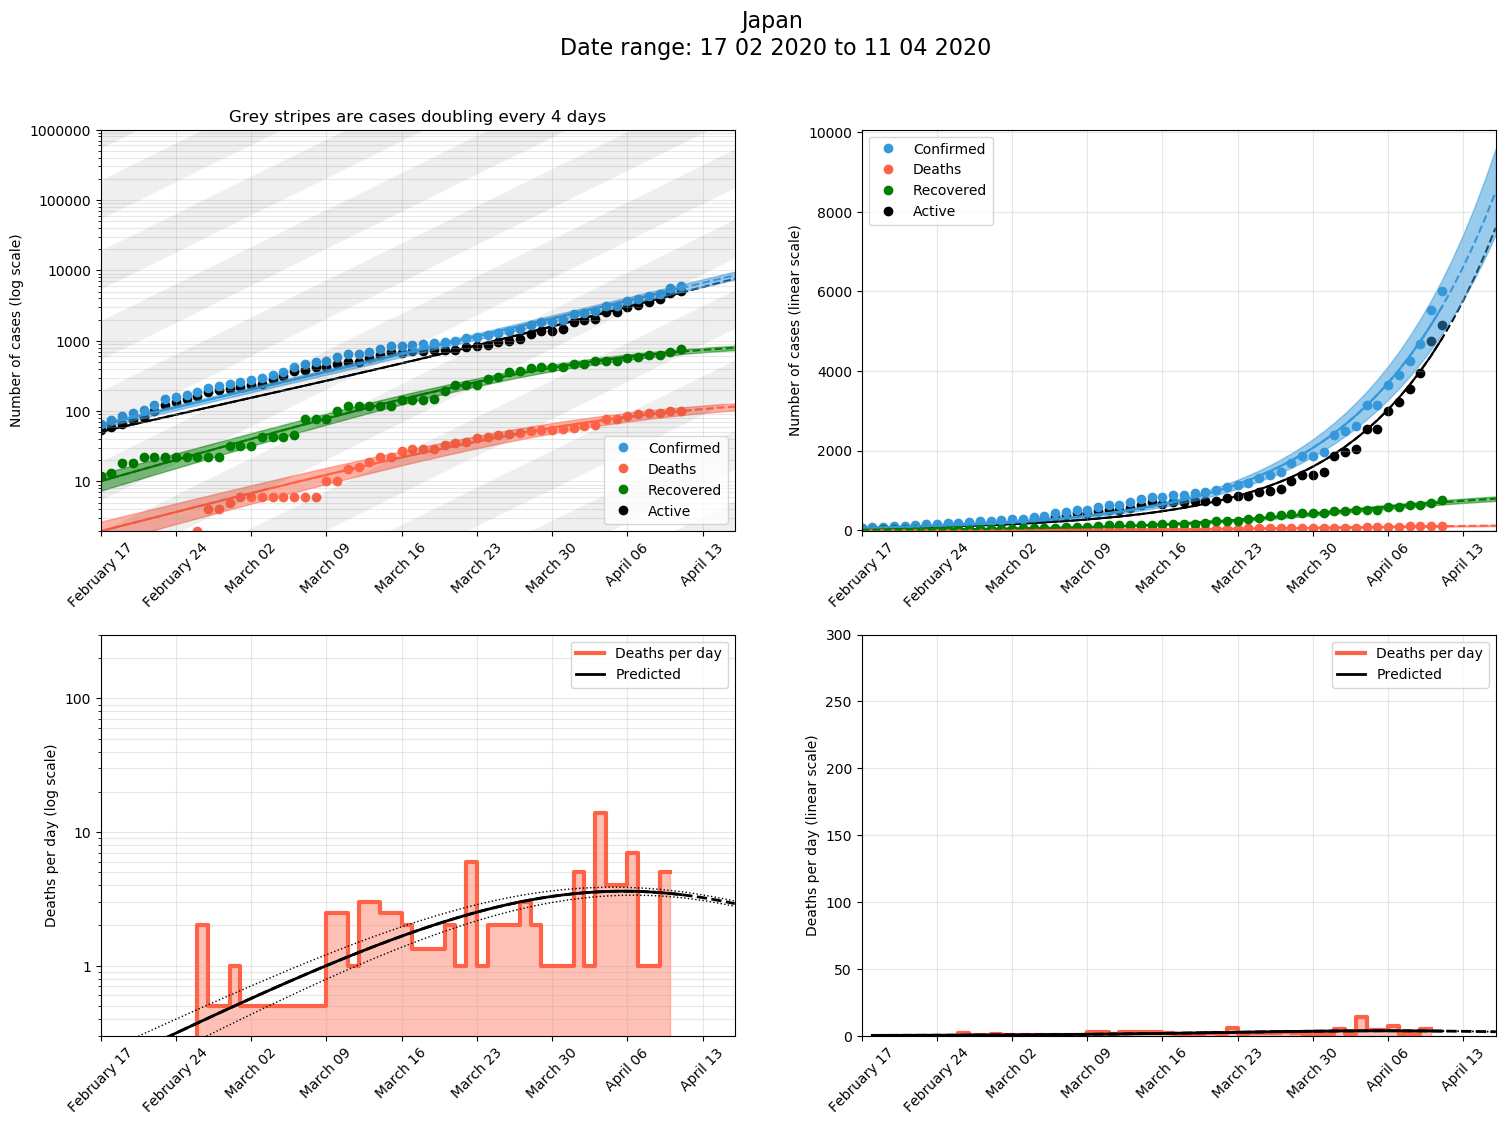 Japan
Date range: 17 02 2020 to 11 04 2020
Grey stripes are cases doubling every 4 days
Number of cases (log scale)
1000000
100000
10000
1000
100
10
Confirmed
Deaths
Recovered
Active
February 17
February 24
March 02
March 09
March 16
March 23
March 30
April 06
April 13
Number of cases (linear scale)
10000
8000
6000
4000
2000
0
Confirmed
Deaths
Recovered
Active
February 17
February 24
March 02
March 09
March 16
March 23
March 30
April 06
April 13
Deaths per day (log scale)
100
10
1
Deaths per day
Predicted
February 17
February 24
March 02
March 09
March 16
March 23
March 30
April 06
April 13
Deaths per day (linear scale)
300
250
200
150
100
50
0
Deaths per day
Predicted
February 17
February 24
March 02
March 09
March 16
March 23
March 30
April 06
April 13